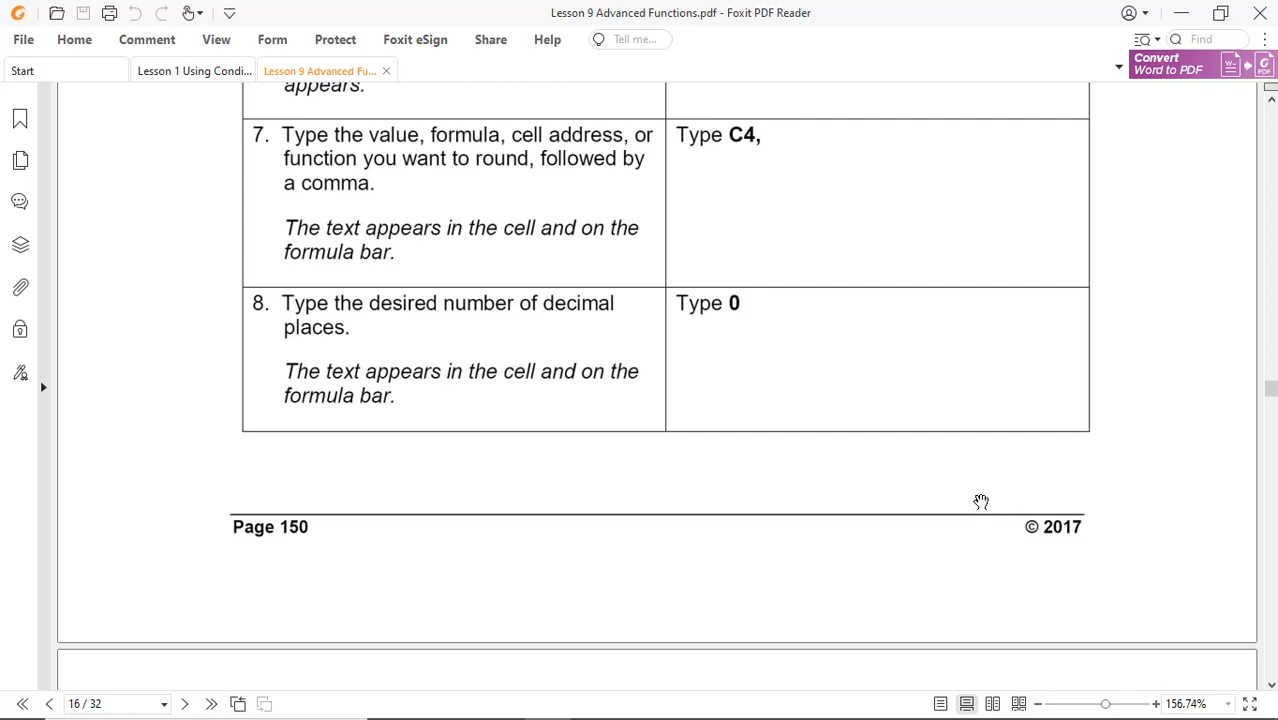 Lesson 9 Advanced Functions.pdf - Foxit PDF Reader
File Home Comment View Form Protect Foxit eSign Share Help Tell me... Find
Start Lesson 1 Using Condi... Lesson 9 Advanced Fu...
Convert
Word to PDF
PDF
appears.
7. Type the value, formula, cell address, or
function you want to round, followed by
a comma.
Type C4,
The text appears in the cell and on the
formula bar.
8. Type the desired number of decimal
places.
Type 0
The text appears in the cell and on the
formula bar.
Page 150 © 2017
16 / 32 156.74%